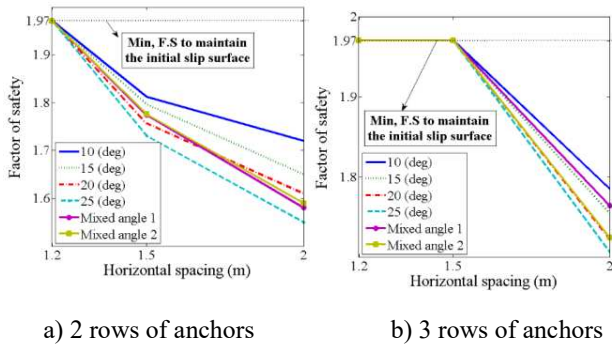 1.97
1.9
1.8
1.7
1.6
Factor of safety
Min, F.S to maintain
the initial slip surface
10 (deg)
15 (deg)
20 (deg)
25 (deg)
Mixed angle 1
Mixed angle 2
1.2
1.5
2
Horizontal spacing (m)
a) 2 rows of anchors
2
1.97
1.9
1.8
Factor of safety
Min, F.S to maintain
the initial slip surface
10 (deg)
15 (deg)
20 (deg)
25 (deg)
Mixed angle 1
Mixed angle 2
1.2
1.5
2
Horizontal spacing (m)
b) 3 rows of anchors